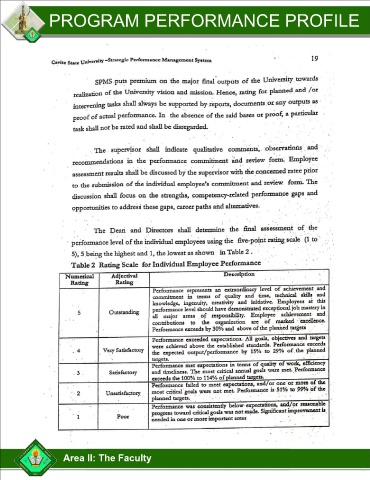 PROGRAM PERFORMANCE PROFILE
Cavite State University –Strategic Performance Management System 19
SPMS puts premium on the major final outputs of the University towards
realization of the University vision and mission. Hence, rating for planned and /or
intervening tasks shall always be supported by reports, documents or any outputs as
proof of actual performance. In the absence of the said bases or proof, a particular
task shall not be rated and shall be disregarded.
The supervisor shall indicate qualitative comments, observations and
recommendations in the performance commitment and review form. Employee
assessment results shall be discussed by the supervisor with the concerned ratee prior
to the submission of the individual employee's commitment and review form. The
discussion shall focus on the strengths, competency-related performance gaps and
opportunities to address these gaps, career paths and alternatives.
The Dean and Directors shall determine the final assessment of the
performance level of the individual employees using the five-point rating scale (1 to
5), 5 being the highest and 1, the lowest as shown in Table 2 .
Table 2 Rating Scale for Individual Employee Performance
Numerical Rating Adjectival Rating Description
Performance represents an extraordinary level of achievement and
commitment in terms of quality and time, technical skills and
knowledge, ingenuity, creativity and initiative. Employees at this
performance level should have demonstrated exceptional job mastery in
5 Outstanding all major areas of responsibility. Employee achievement and
contributions to the organization are of marked excellence.
Performance exceeds by 30% and above of the planned targets
Performance exceeded expectations. All goals, objectives and targets
were achieved above the established standards. Performance exceeds
4 Very Satisfactory the expected output/performance by 15% to 29% of the planned
targets.
Performance met expectations in terms of quality of work, efficiency
3 Satisfactory and timeliness. The most critical annual goals were met. Performance
exceeds the 100% to 114% of planned targets.
Performance failed to meet expectations, and/or one or more of the
2 Unsatisfactory most critical goals were not met. Performance is 51% to 99% of the
planned targets.
Performance was consistently below expectations, and/or reasonable
progress toward critical goals was not made. Significant improvement is
1 Poor needed in one or more important areas
Area II: The Faculty